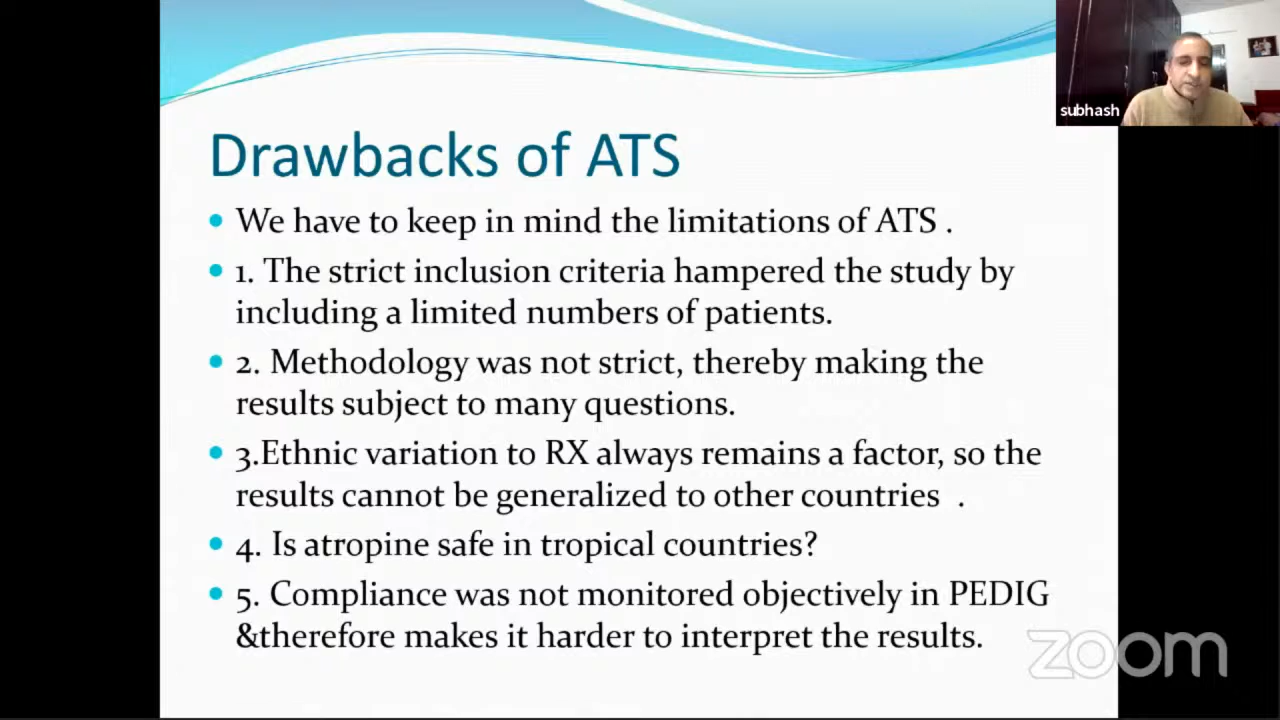 subhash
Drawbacks of ATS
We have to keep in mind the limitations of ATS .
1. The strict inclusion criteria hampered the study by
including a limited numbers of patients.
2. Methodology was not strict, thereby making the
results subject to many questions.
3.Ethnic variation to RX always remains a factor, so the
results cannot be generalized to other countries .
4. Is atropine safe in tropical countries?
5. Compliance was not monitored objectively in PEDIG
&therefore makes it harder to interpret the results.
zoom